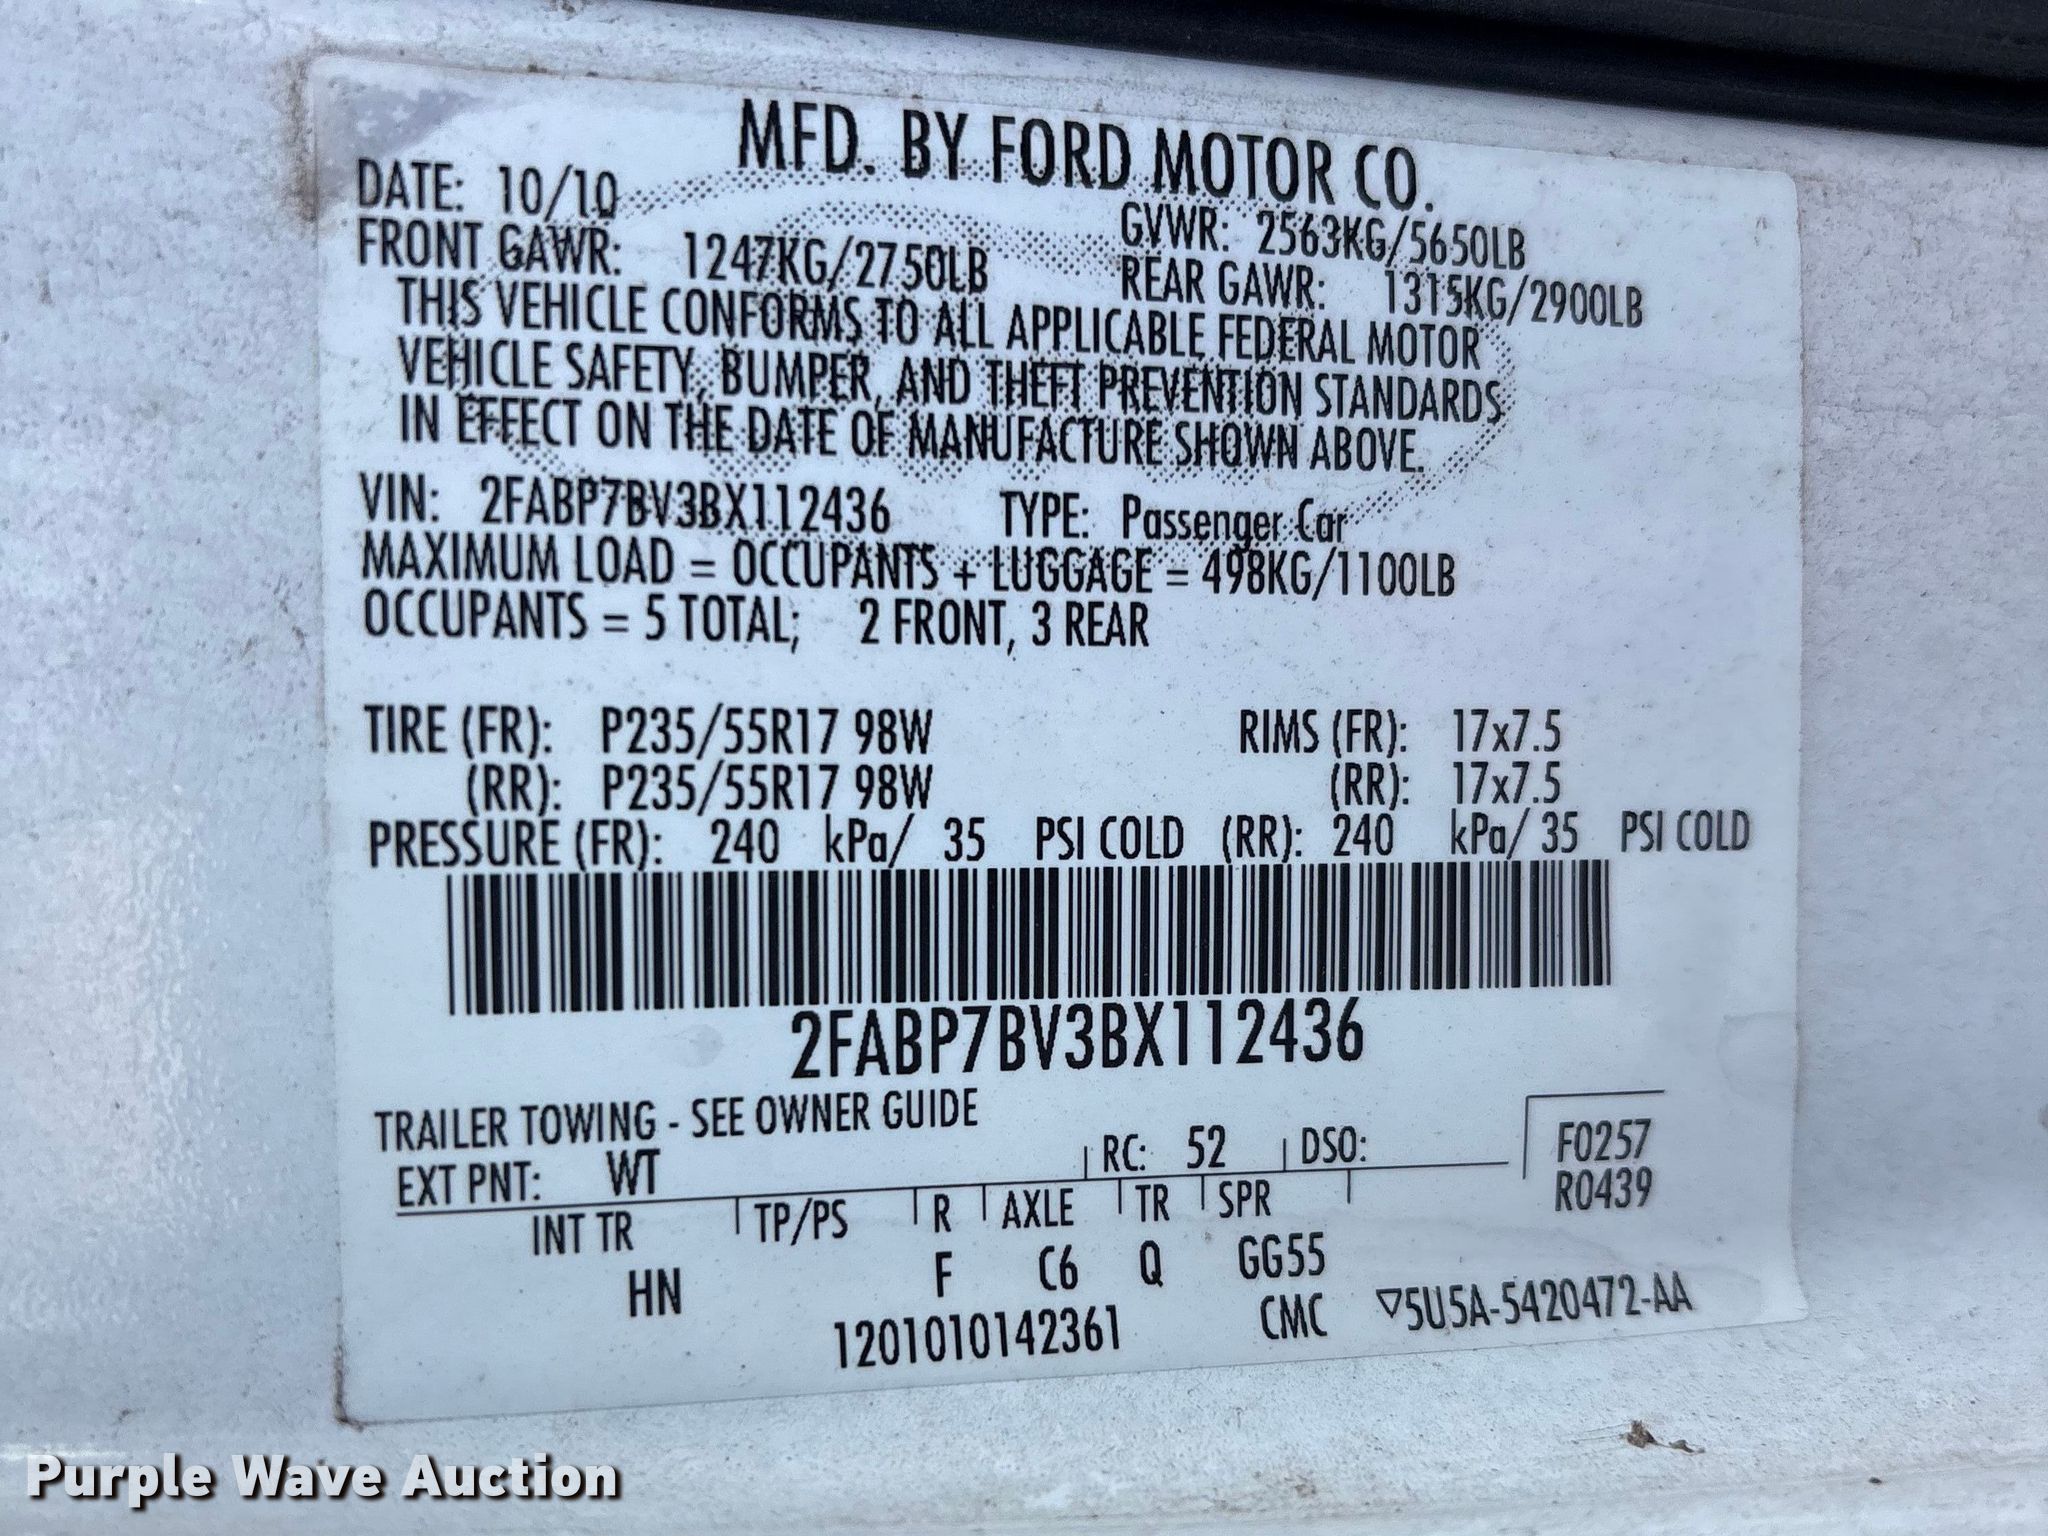 MFD. BY FORD MOTOR CO.
DATE: 10/10
GVWR: 2563KG/5650LB
FRONT GAWR: 1247KG/2750LB
REAR GAWR: 1315KG/2900LB
THIS VEHICLE CONFORMS TO ALL APPLICABLE FEDERAL MOTOR
VEHICLE SAFETY, BUMPER, AND THEFT PREVENTION STANDARDS
IN EFFECT ON THE DATE OF MANUFACTURE SHOWN ABOVE.
VIN: 2FABP7BV3BX112436 TYPE: Passenger Car
MAXIMUM LOAD = OCCUPANTS + LUGGAGE = 498KG/1100LB
OCCUPANTS = 5 TOTAL; 2 FRONT, 3 REAR
TIRE (FR): P235/55R17 98W RIMS (FR): 17x7.5
(RR): P235/55R17 98W (RR): 17x7.5
PRESSURE (FR): 240 kPa/ 35 PSI COLD (RR): 240 kPa/ 35 PSI COLD
2FABP7BV3BX112436
TRAILER TOWING - SEE OWNER GUIDE
EXT PNT: WT RC: 52 DSO:
F0257
R0439
INT TR TP/PS R AXLE TR SPR
HN F C6 Q GG55
1201010142361 CMC ▽5U5A-5420472-AA
Purple Wave Auction